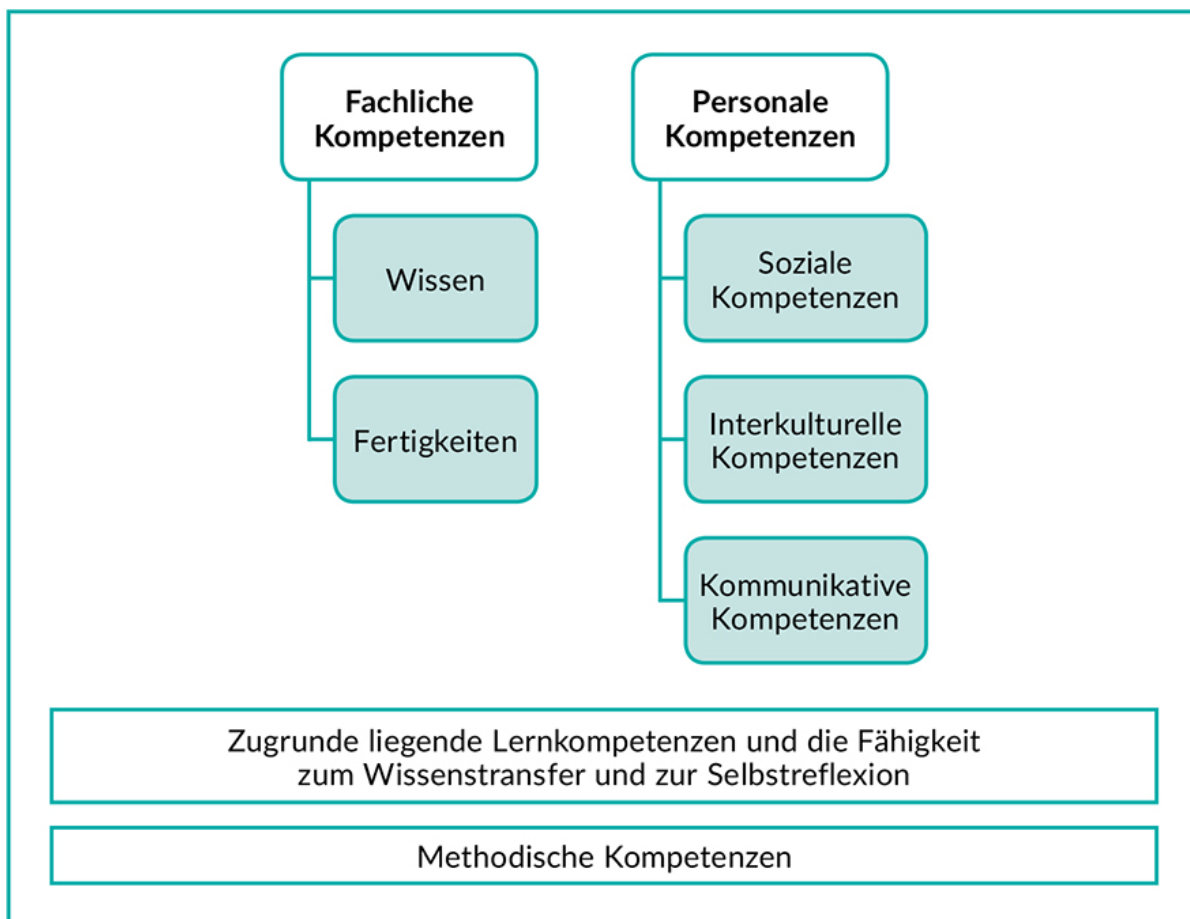 Fachliche
Kompetenzen
Wissen
Fertigkeiten
Personale
Kompetenzen
Soziale
Kompetenzen
Interkulturelle
Kompetenzen
Kommunikative
Kompetenzen
Zugrunde liegende Lernkompetenzen und die Fähigkeit
zum Wissenstransfer und zur Selbstreflexion
Methodische Kompetenzen